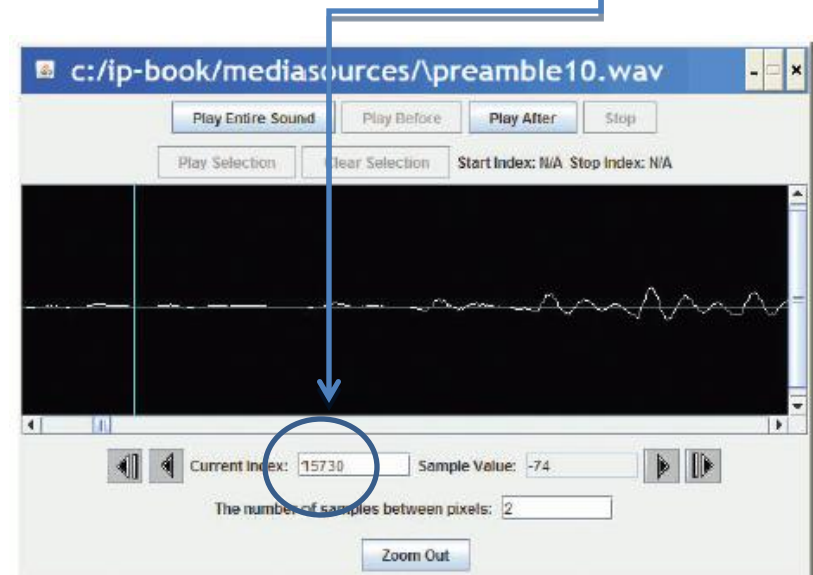 c:/ip-book/mediasources/\preamble10.wav
Play Entire Sound Play Before Play After Stop
Play Selection Clear Selection Start Index: N/A Stop Index: N/A
Current Index: 15730 Sample Value: -74
The number of samples between pixels: 2
Zoom Out